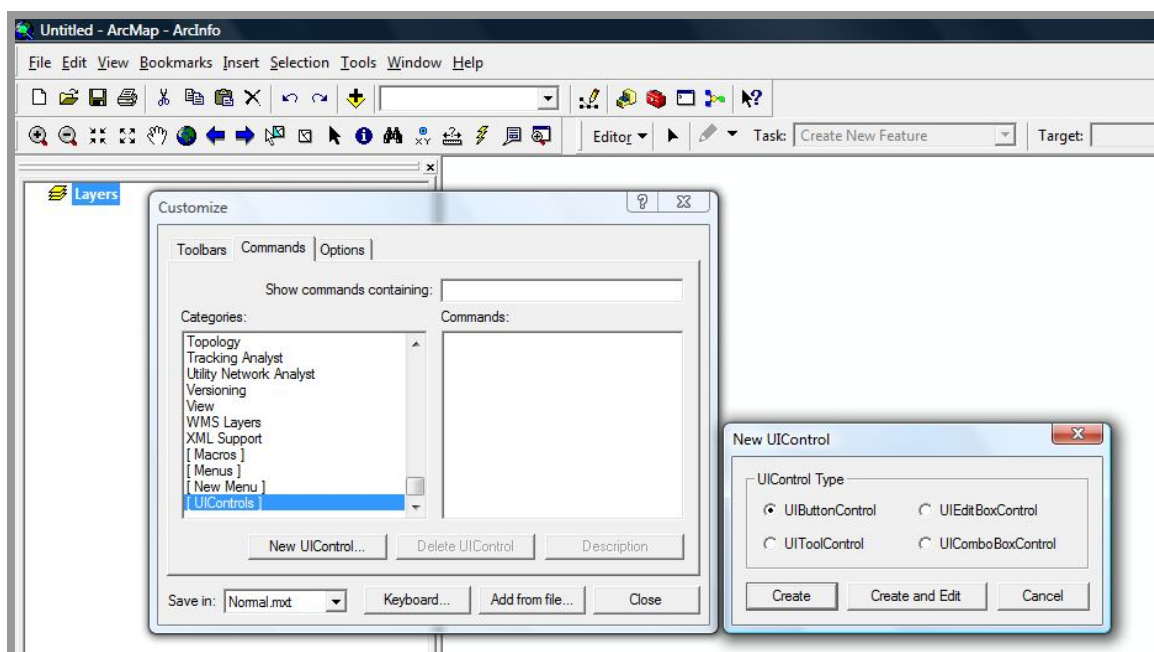 Untitled - ArcMap - ArcInfo
File Edit View Bookmarks Insert Selection Tools Window Help
Editor Task: Create New Feature Target:
Layers
Customize
Toolbars Commands Options
Show commands containing:
Categories: Commands:
Topology
Tracking Analyst
Utility Network Analyst
Versioning
View
WMS Layers
XML Support
[ Macros ]
[ Menus ]
[ New Menu ]
[ UIControls ]
New UIControl... Delete UIControl Description
Save in: Normal.mxt Keyboard... Add from file... Close
New UIControl
UIControl Type
UIButtonControl UIEditBoxControl
UIToolControl UIComboBoxControl
Create Create and Edit Cancel